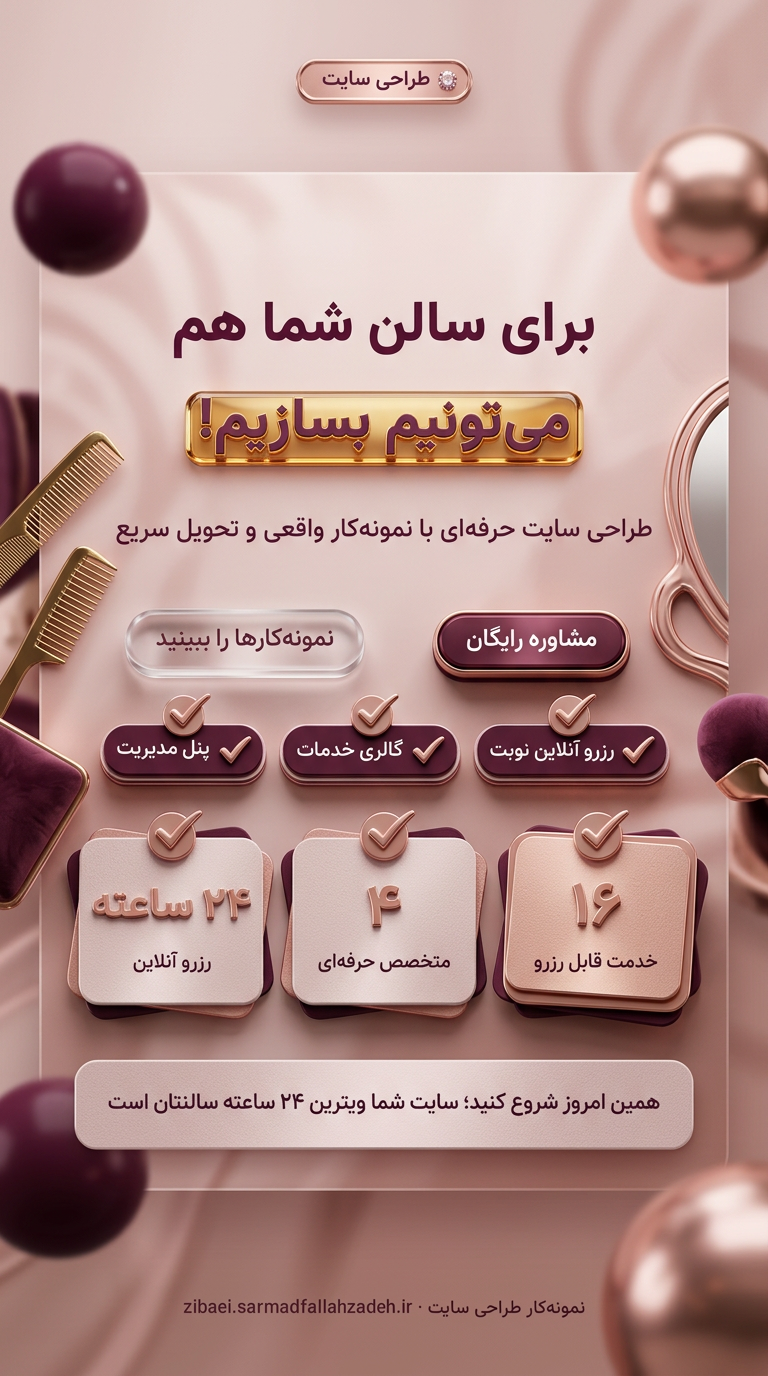 طراحی سایت
برای سالن شما هم
می‌تونیم بسازیم!
طراحی سایت حرفه‌ای با نمونه‌کار واقعی و تحویل سریع
مشاوره رایگان
نمونه‌کارها را ببینید
رزرو آنلاین نوبت
گالری خدمات
پنل مدیریت
۱۶
خدمت قابل رزرو
۴
متخصص حرفه‌ای
۲۴ ساعته
رزرو آنلاین
همین امروز شروع کنید؛ سایت شما ویترین ۲۴ ساعته سالنتان است
نمونه‌کار طراحی سایت · zibaei.sarmadfallahzadeh.ir